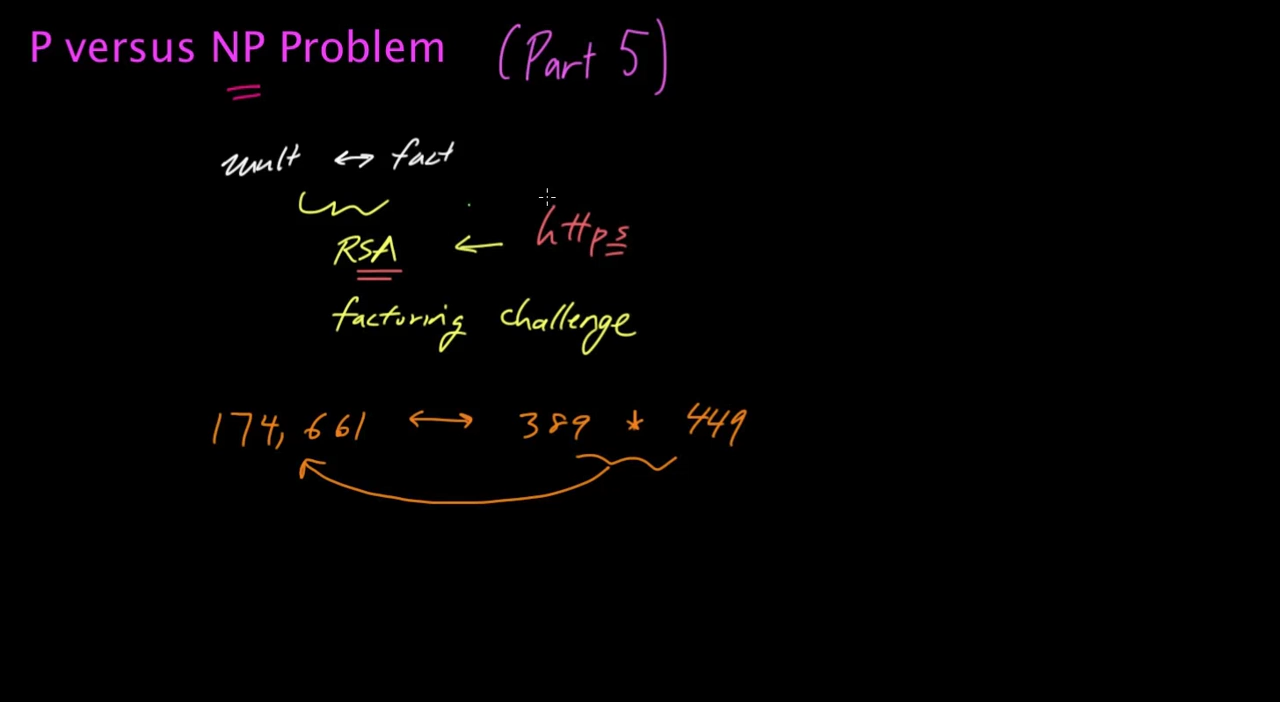 P versus NP Problem (Part 5)
mult ↔ fact
RSA ← https
factoring challenge
174,661 ↔ 389 * 449